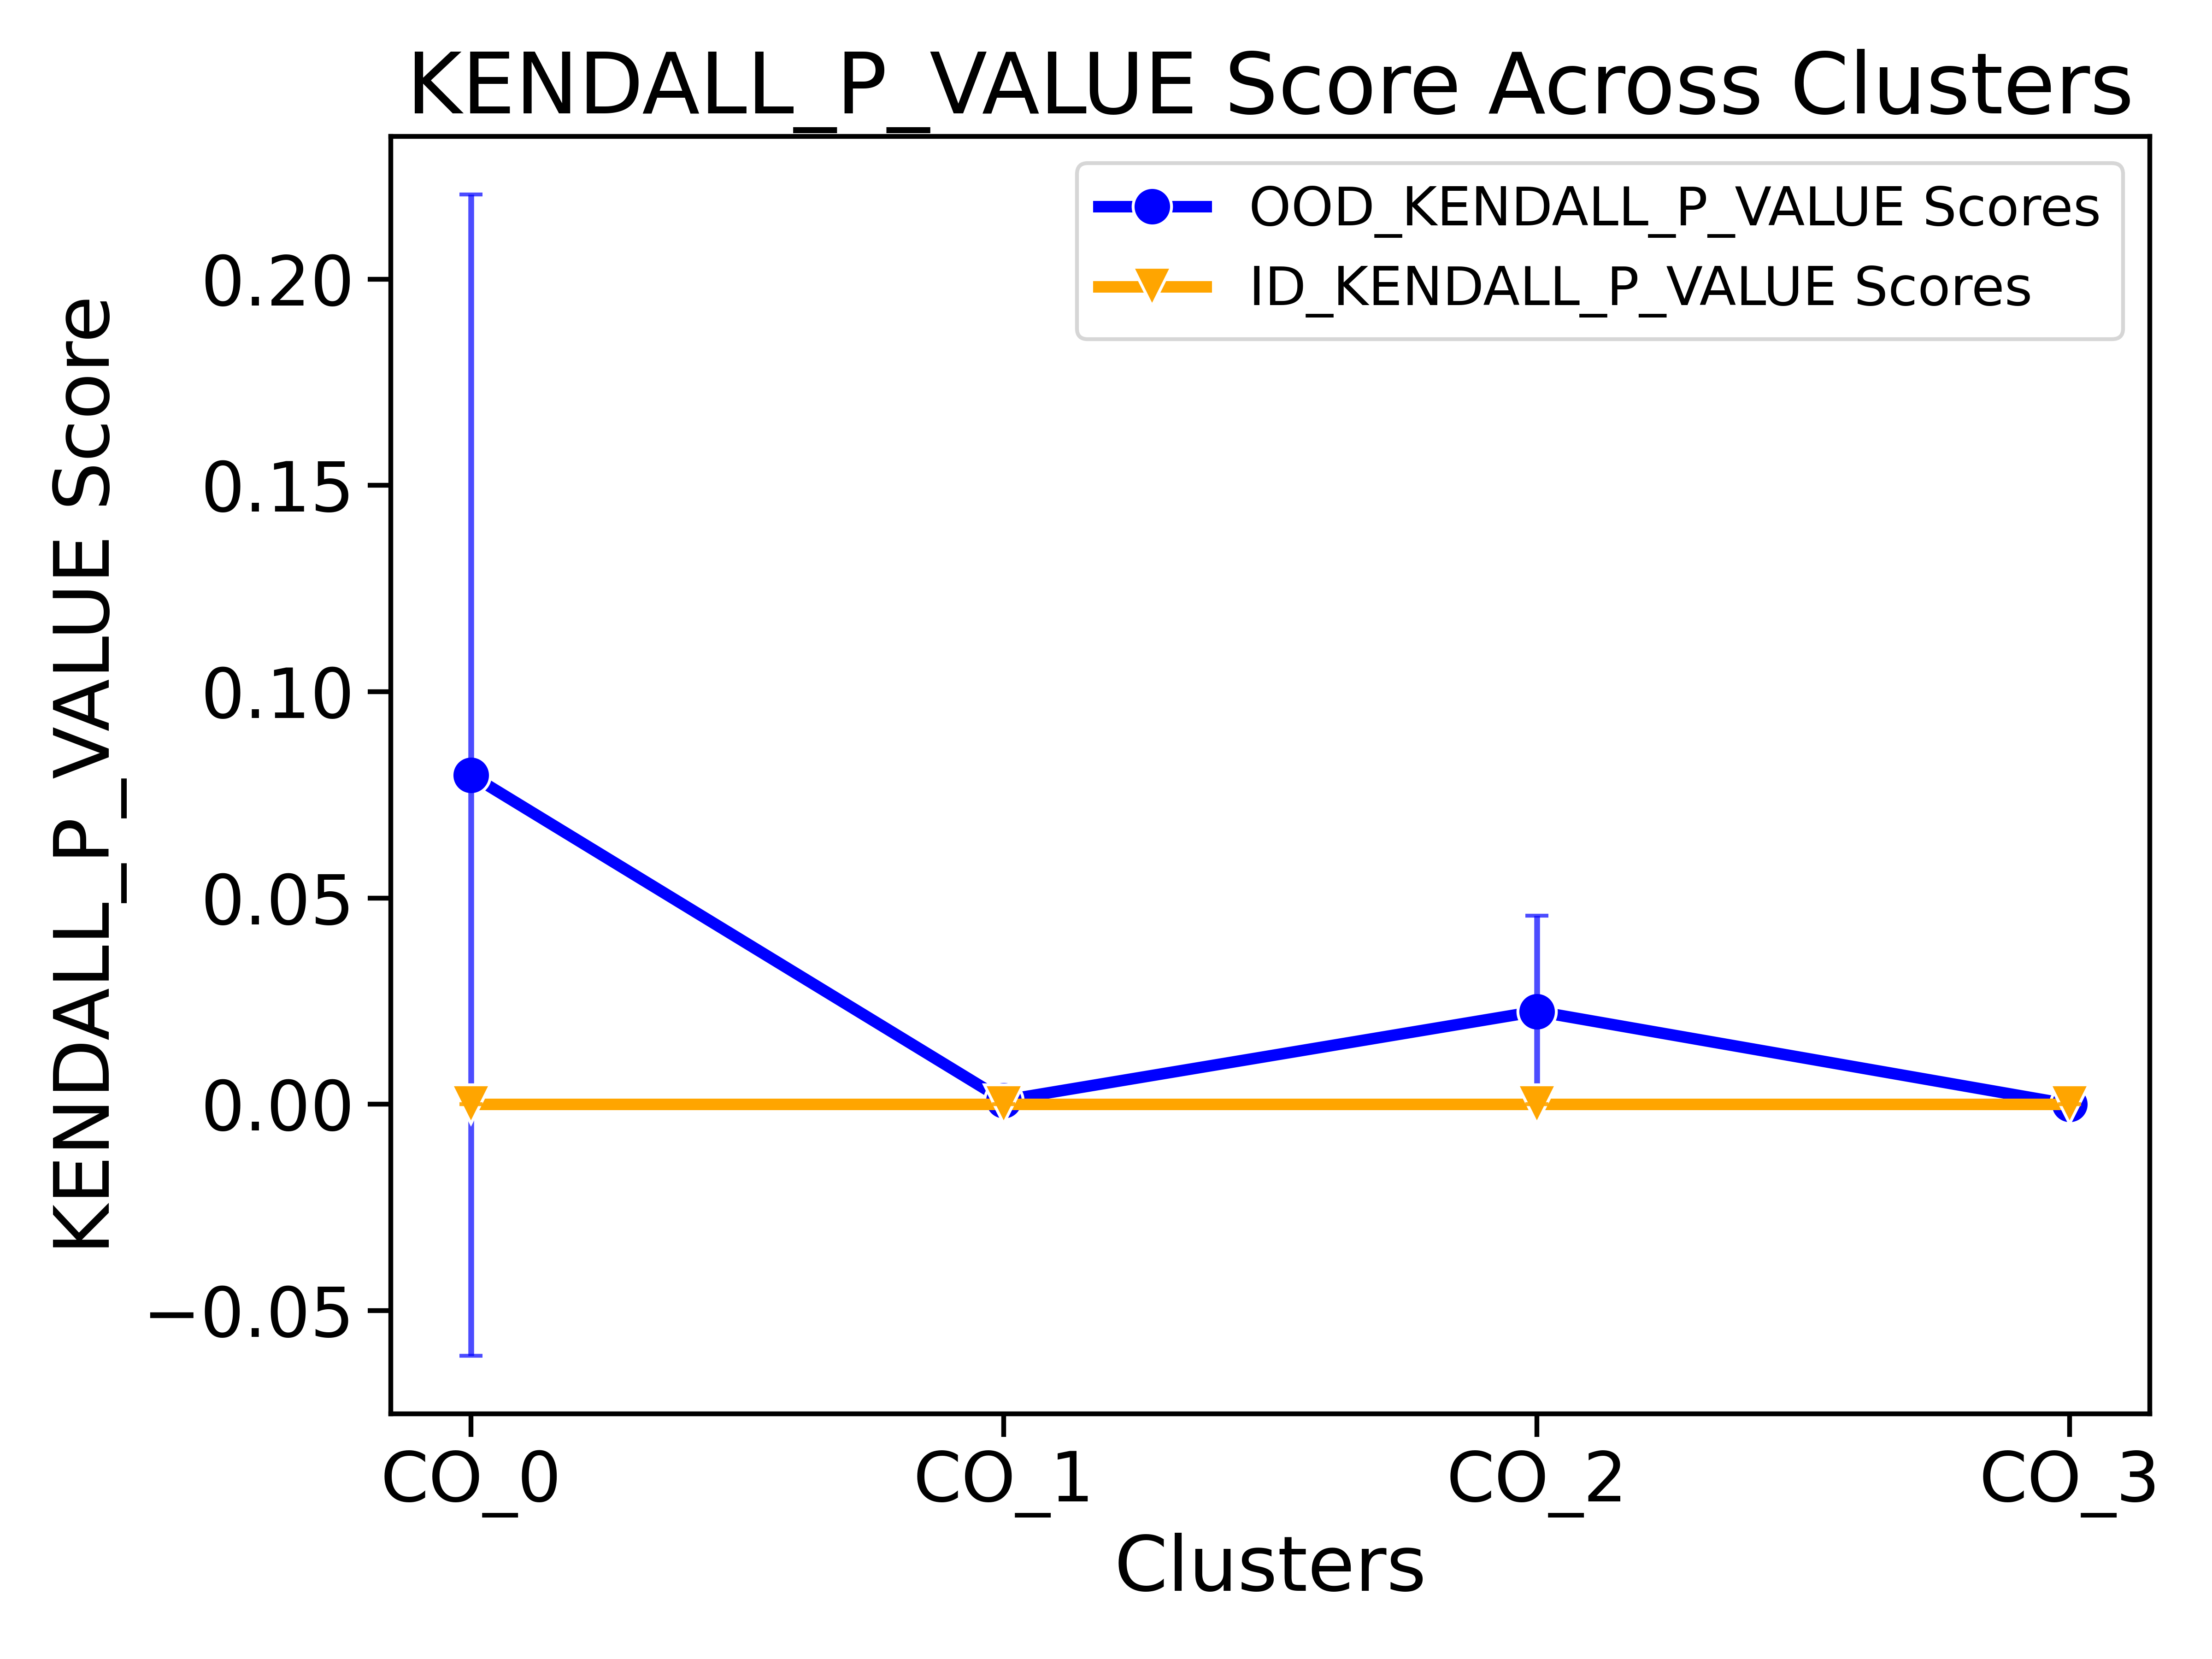 KENDALL_P_VALUE Score Across Clusters
OOD_KENDALL_P_VALUE Scores
ID_KENDALL_P_VALUE Scores
KENDALL_P_VALUE Score
0.20
0.15
0.10
0.05
0.00
−0.05
CO_0 CO_1 CO_2 CO_3
Clusters